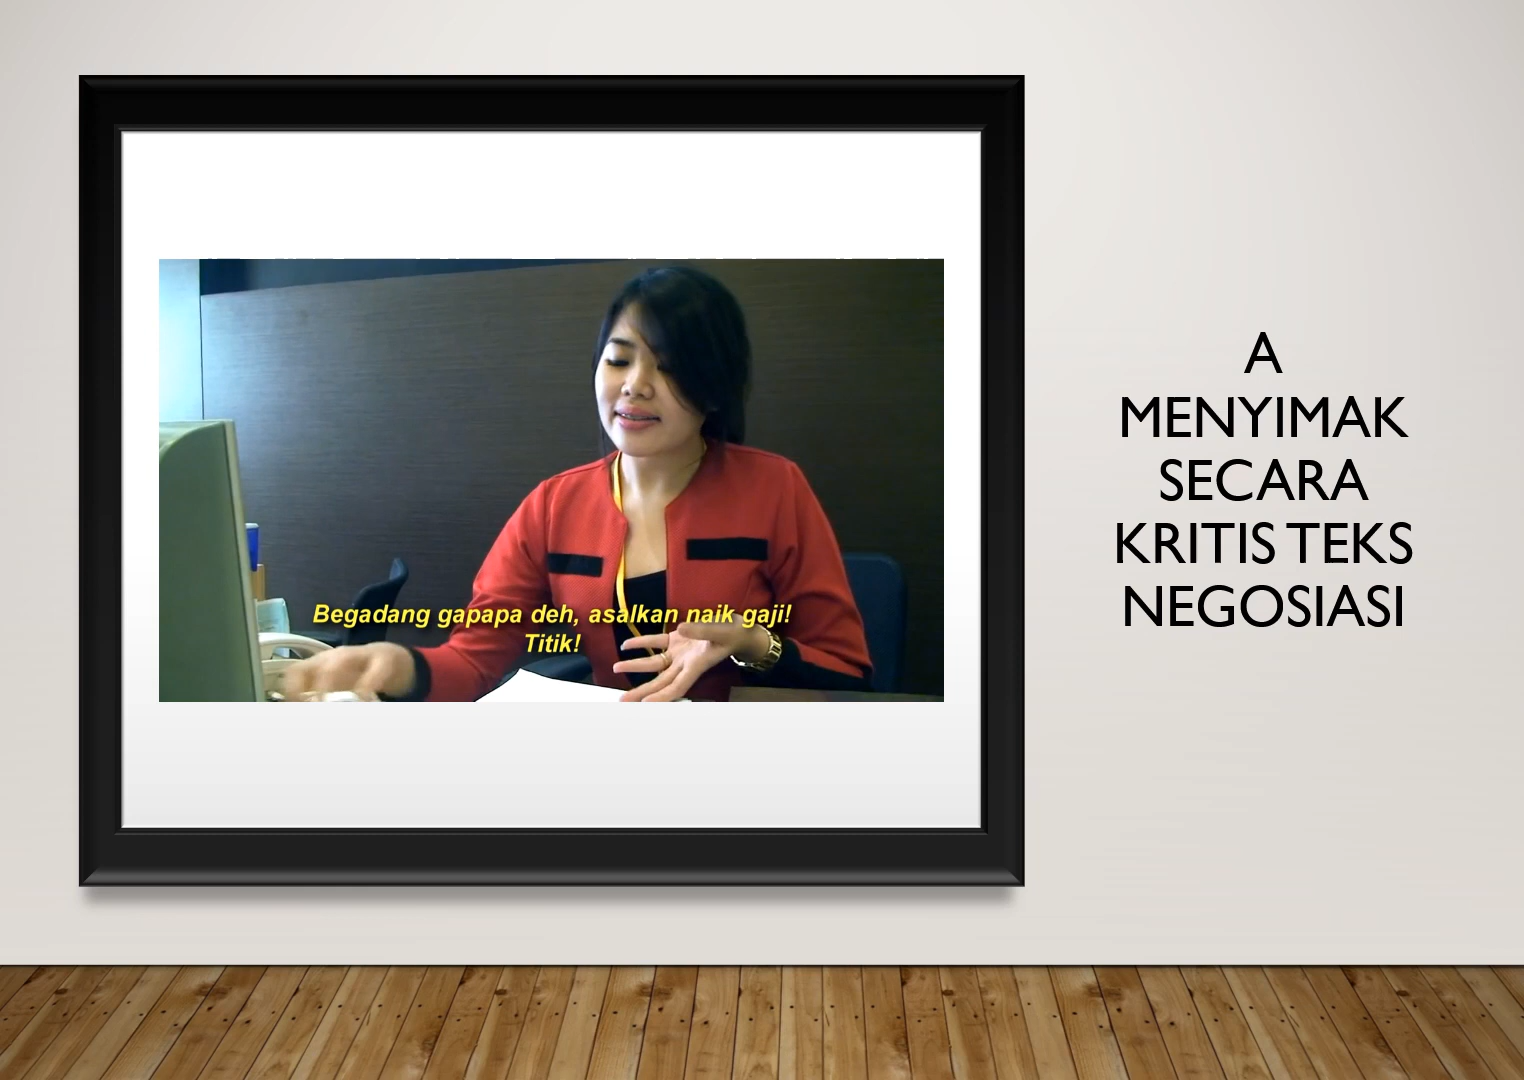 Begadang gapapa deh, asalkan naik gaji!
Titik!
A
MENYIMAK
SECARA
KRITIS TEKS
NEGOSIASI